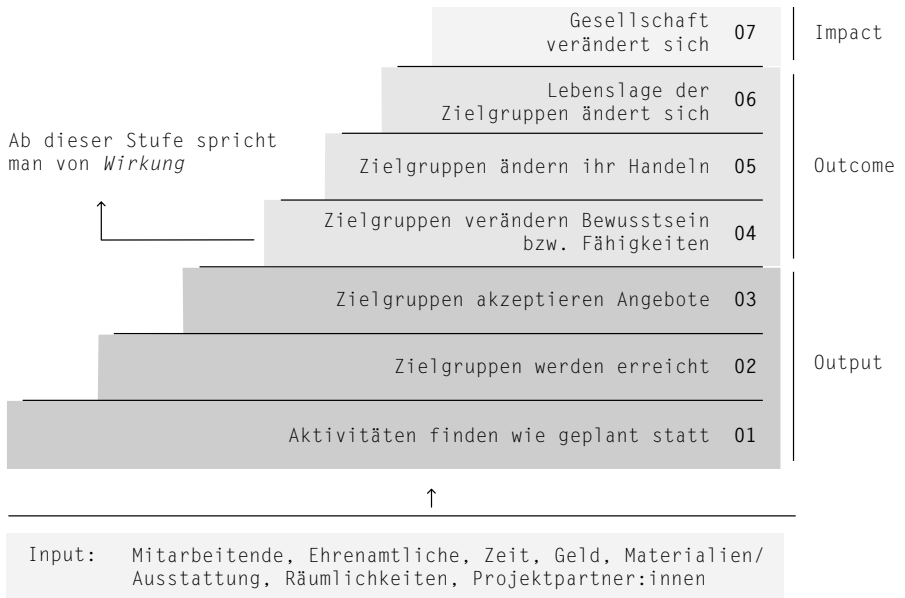 Gesellschaft
verändert sich 07
Impact
Lebenslage der
Zielgruppen ändert sich 06
Ab dieser Stufe spricht
man von Wirkung
Zielgruppen ändern ihr Handeln 05
Outcome
Zielgruppen verändern Bewusstsein
bzw. Fähigkeiten 04
Zielgruppen akzeptieren Angebote 03
Zielgruppen werden erreicht 02
Output
Aktivitäten finden wie geplant statt 01
Input: Mitarbeitende, Ehrenamtliche, Zeit, Geld, Materialien/
Ausstattung, Räumlichkeiten, Projektpartner:innen